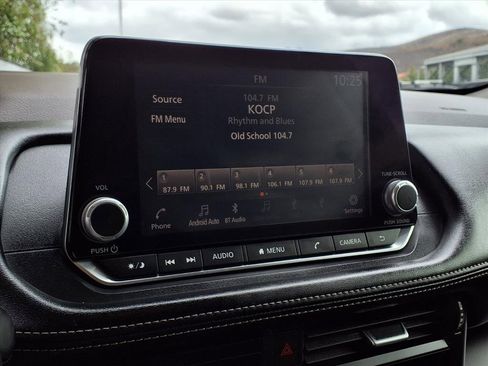 FM
10:25
Source
104.7 FM
KOCP
FM Menu
Rhythm and Blues
Old School 104.7
1 2 3 4 5 6
87.9 FM 90.1 FM 98.1 FM 106.1 FM 107.9 FM 107.9 FM
VOL
TUNE·SCROLL
Phone
Android Auto
BT Audio
Settings
PUSH
PUSH SOUND
AUDIO
MENU
CAMERA